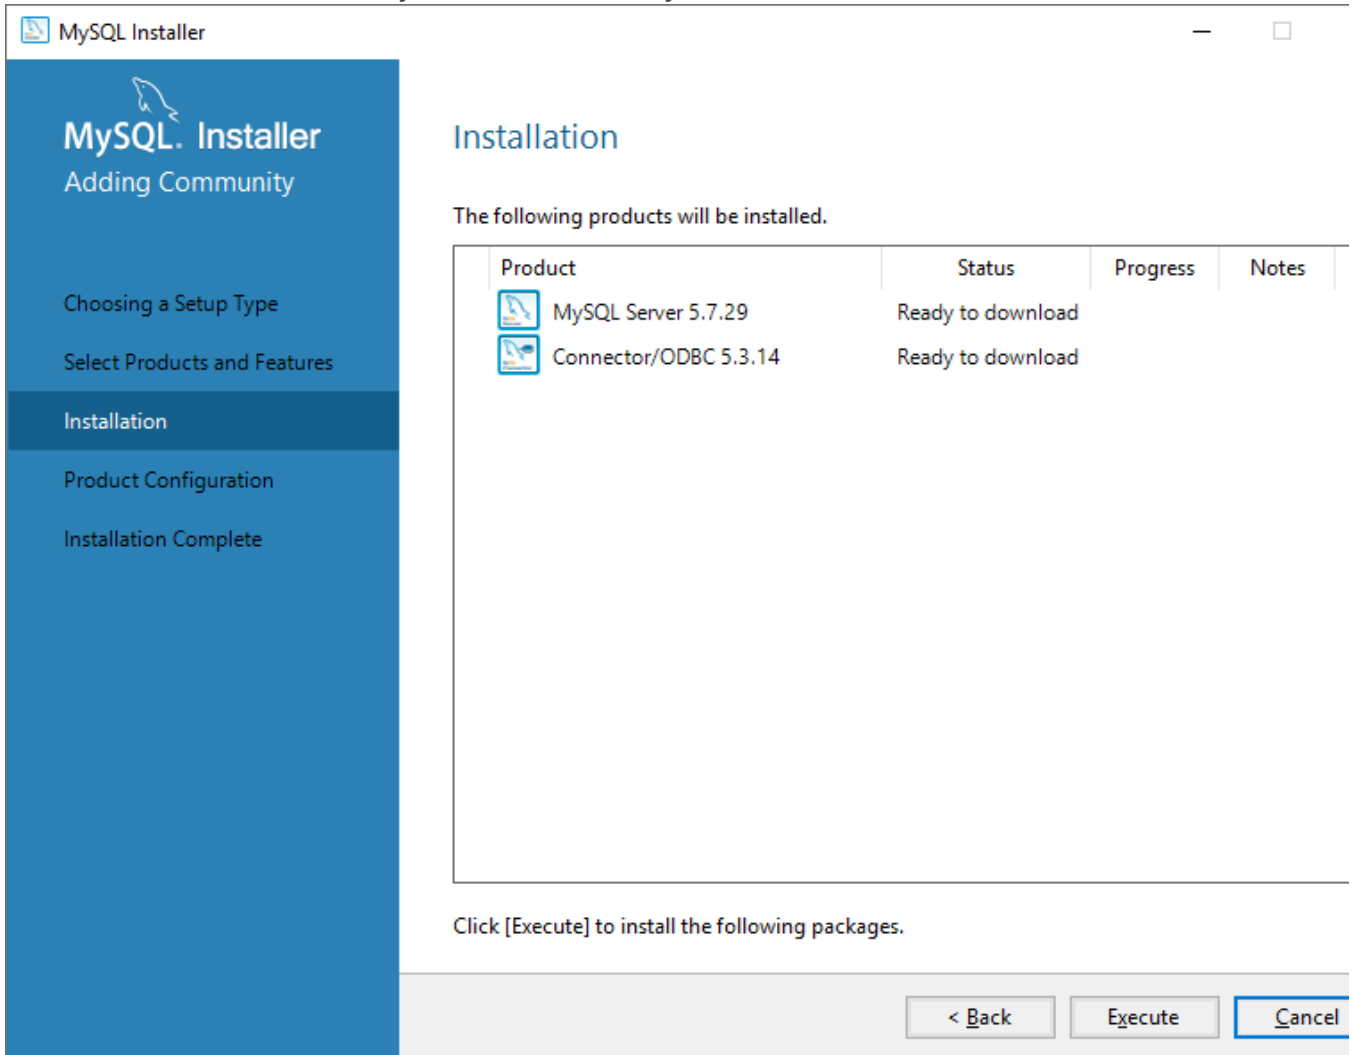 MySQL Installer
MySQL. Installer
Adding Community
Choosing a Setup Type
Select Products and Features
Installation
Product Configuration
Installation Complete
Installation
The following products will be installed.
Product Status Progress Notes
MySQL Server 5.7.29 Ready to download
Connector/ODBC 5.3.14 Ready to download
Click [Execute] to install the following packages.
< Back Execute Cancel